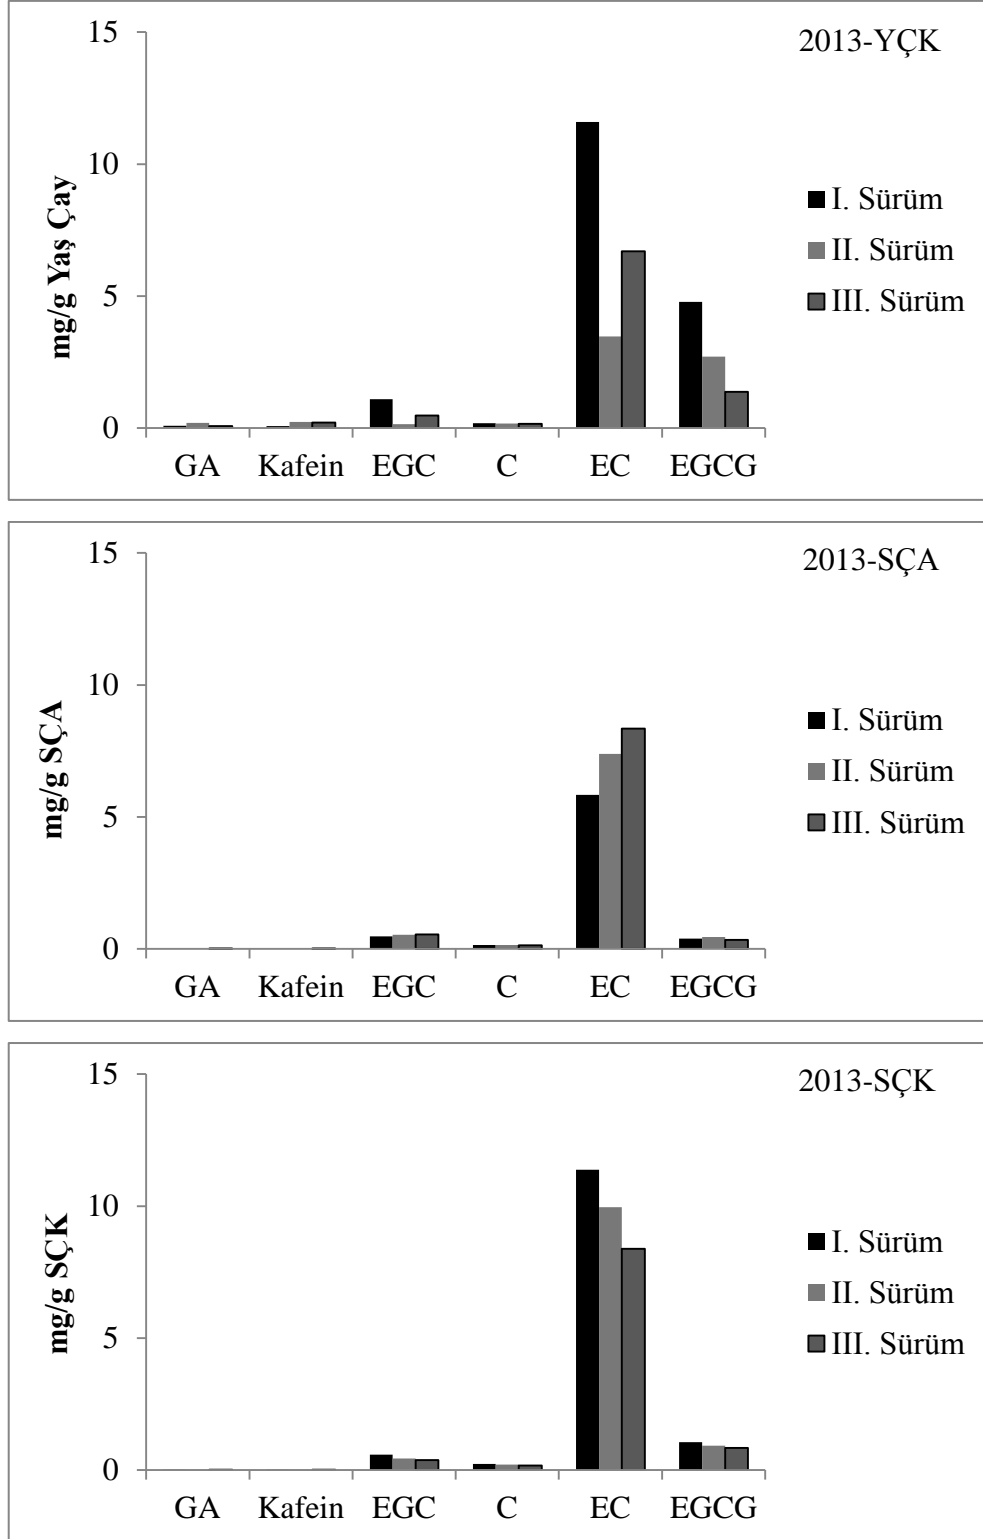 2013-YÇK
mg/g Yaş Çay
15
10
5
0
GA Kafein EGC C EC EGCG
I. Sürüm
II. Sürüm
III. Sürüm
2013-SÇA
mg/g SÇA
15
10
5
0
GA Kafein EGC C EC EGCG
I. Sürüm
II. Sürüm
III. Sürüm
2013-SÇK
mg/g SÇK
15
10
5
0
GA Kafein EGC C EC EGCG
I. Sürüm
II. Sürüm
III. Sürüm